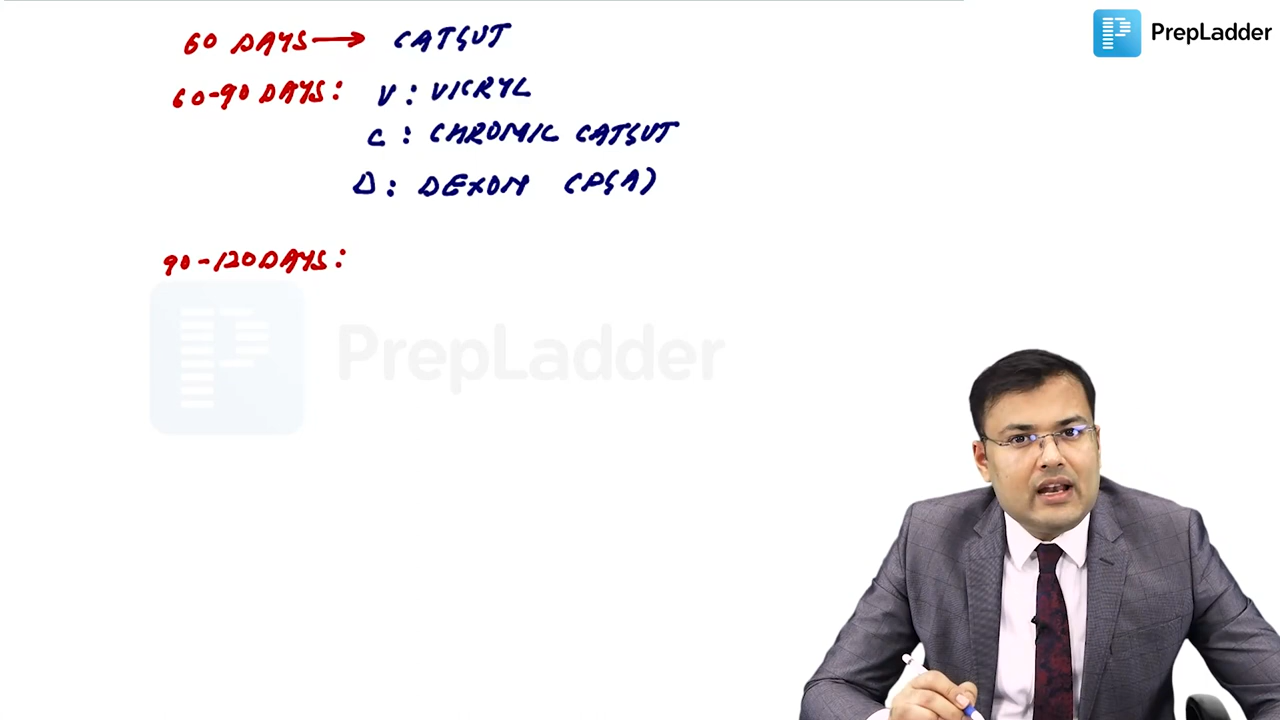 60 DAYS → CATGUT
PrepLadder
60-90 DAYS: V: VICRYL
C: CHROMIC CATGUT
D: DEXON (PGA)
90-120 DAYS:
PrepLadder